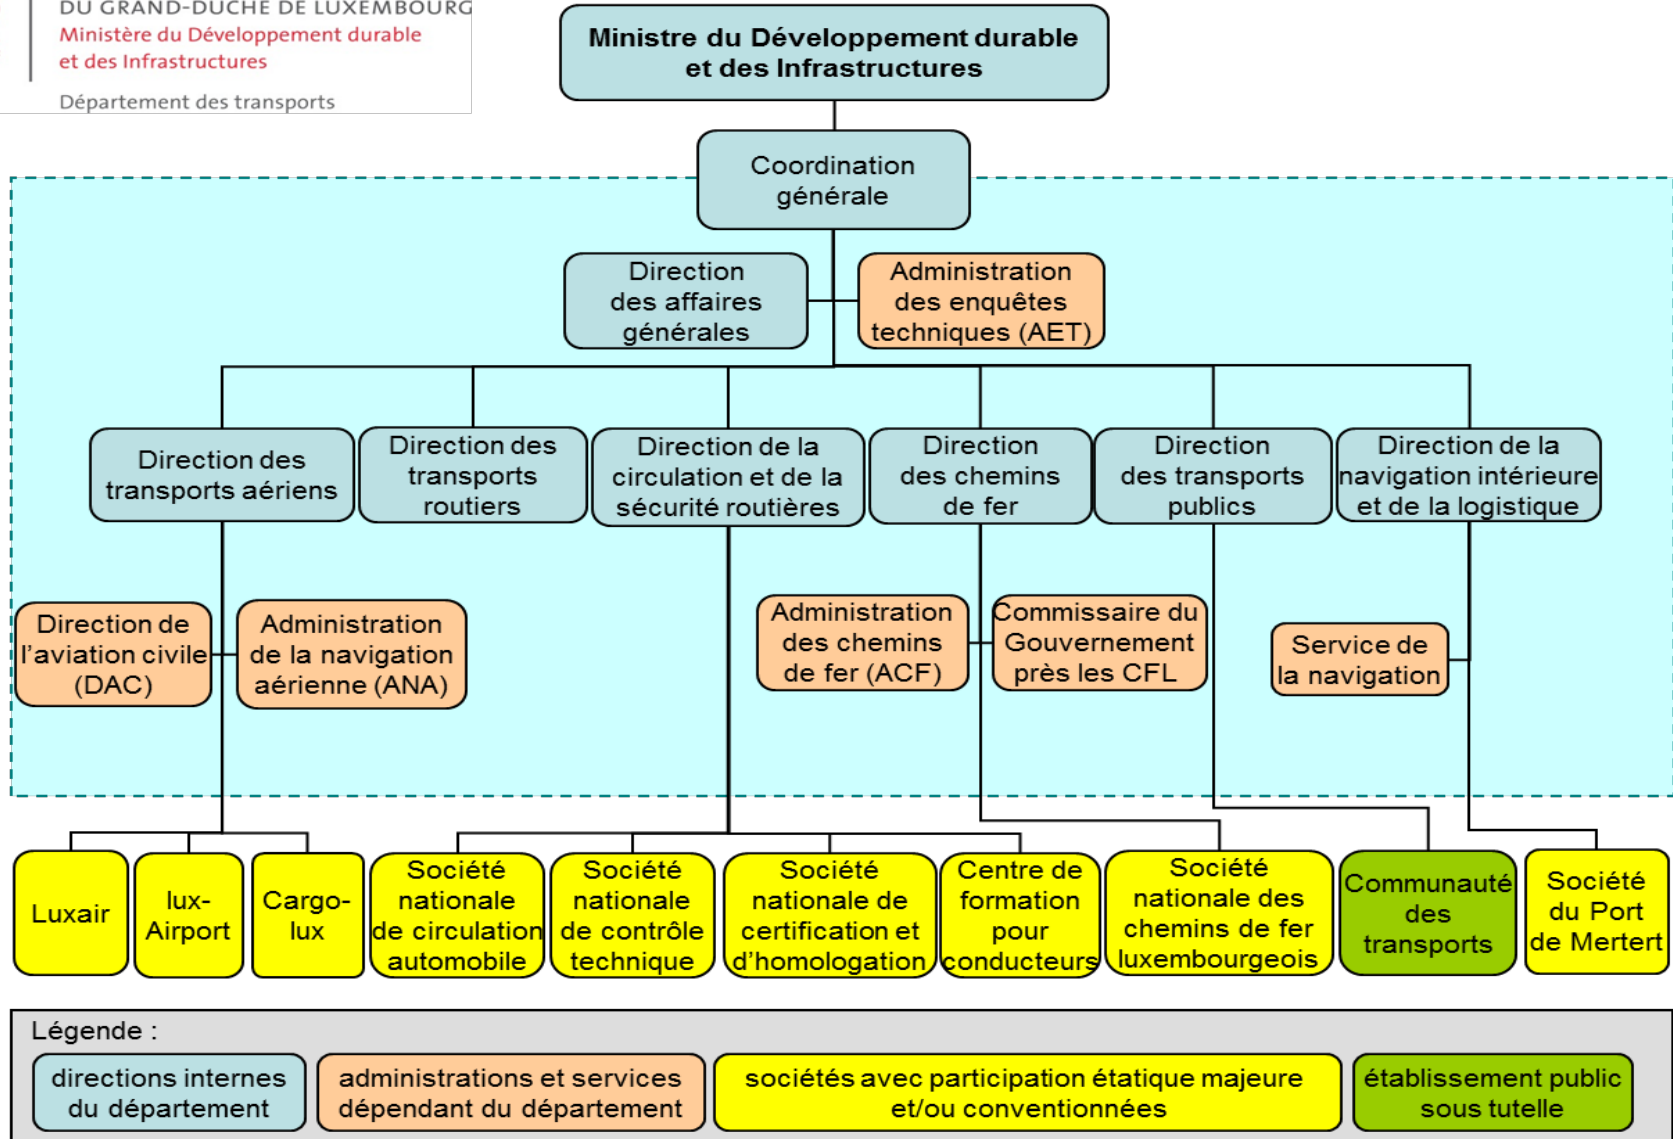 DU GRAND-DUCHÉ DE LUXEMBOURG
Ministère du Développement durable
et des Infrastructures
Département des transports
Ministre du Développement durable
et des Infrastructures
Coordination
générale
Direction
des affaires
générales
Administration
des enquêtes
techniques (AET)
Direction des
transports aériens
Direction des
transports
routiers
Direction de la
circulation et de la
sécurité routières
Direction
des chemins
de fer
Direction
des transports
publics
Direction de la
navigation intérieure
et de la logistique
Direction de
l'aviation civile
(DAC)
Administration
de la navigation
aérienne (ANA)
Administration
des chemins
de fer (ACF)
Commissaire du
Gouvernement
près les CFL
Service de
la navigation
Luxair
lux-
Airport
Cargo-
lux
Société
nationale
de circulation
automobile
Société
nationale
de contrôle
technique
Société
nationale de
certification et
d'homologation
Centre de
formation
pour
conducteurs
Société
nationale des
chemins de fer
luxembourgeois
Communauté
des
transports
Société
du Port
de Mertert
Légende :
directions internes
du département
administrations et services
dépendant du département
sociétés avec participation étatique majeure
et/ou conventionnées
établissement public
sous tutelle